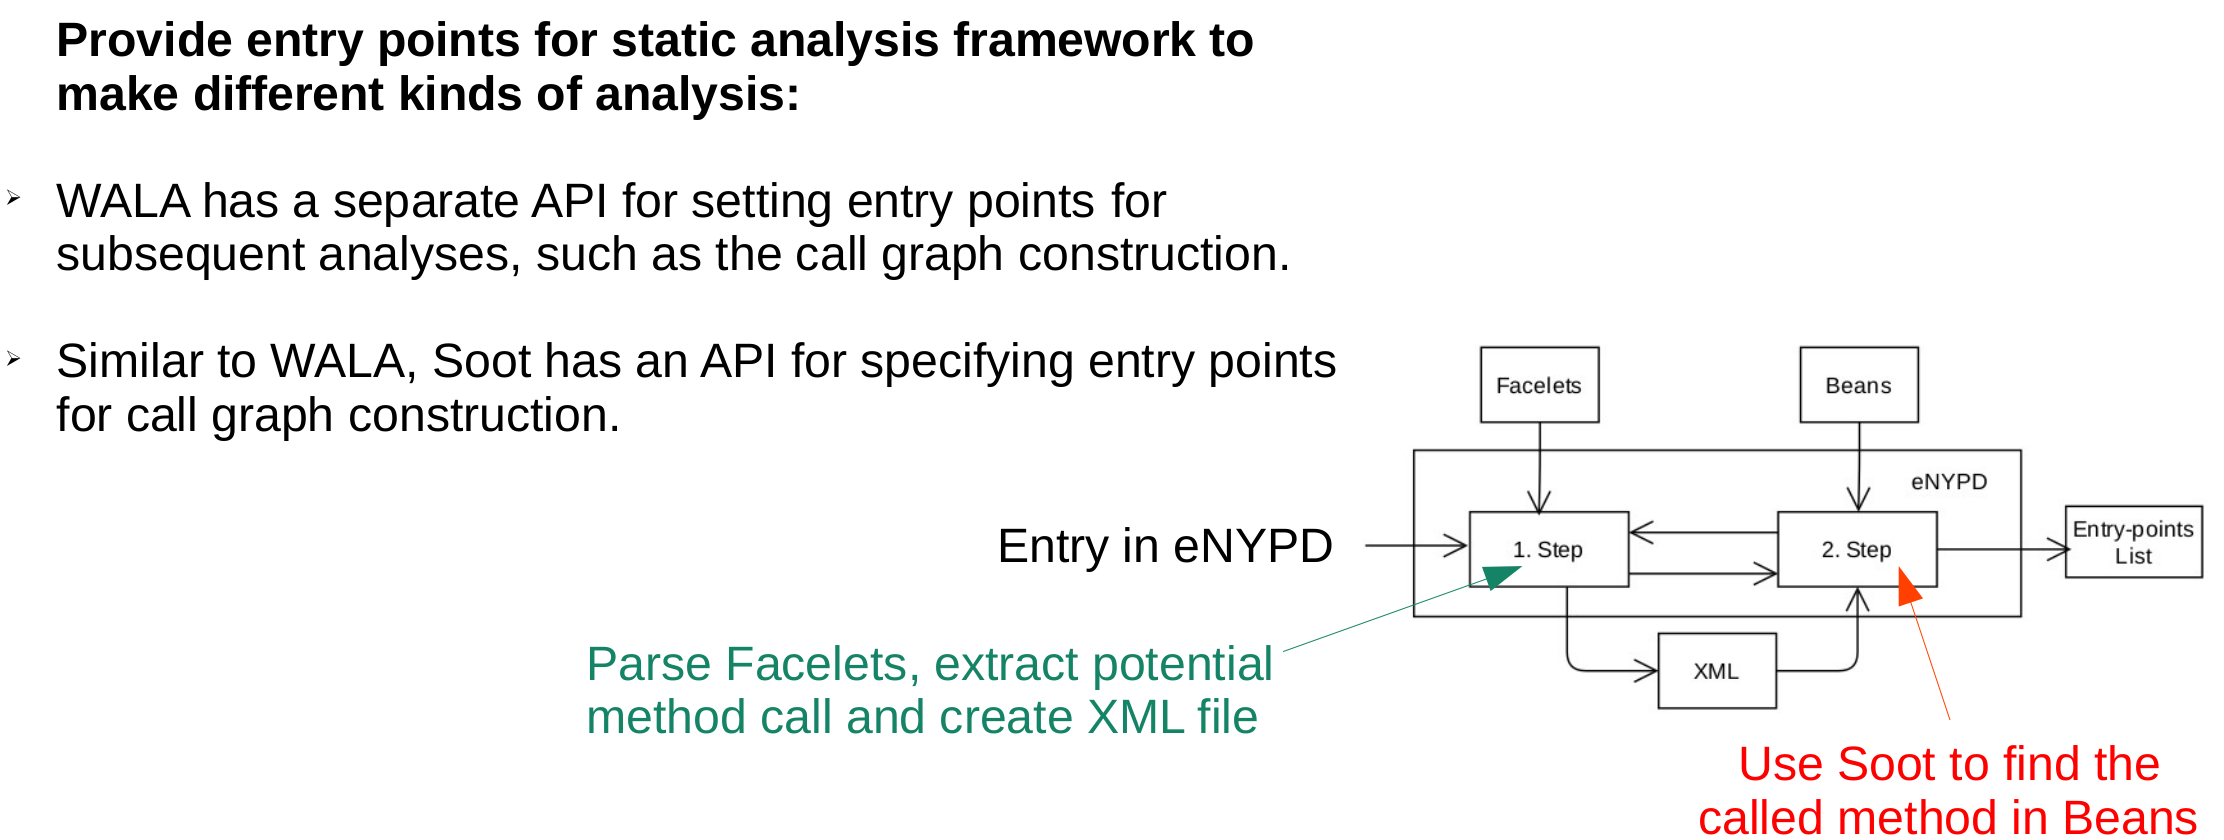 Provide entry points for static analysis framework to
make different kinds of analysis:
WALA has a separate API for setting entry points for
subsequent analyses, such as the call graph construction.
Similar to WALA, Soot has an API for specifying entry points
for call graph construction.
Facelets
Beans
eNYPD
Entry in eNYPD
1. Step
2. Step
Entry-points
List
Parse Facelets, extract potential
method call and create XML file
XML
Use Soot to find the
called method in Beans